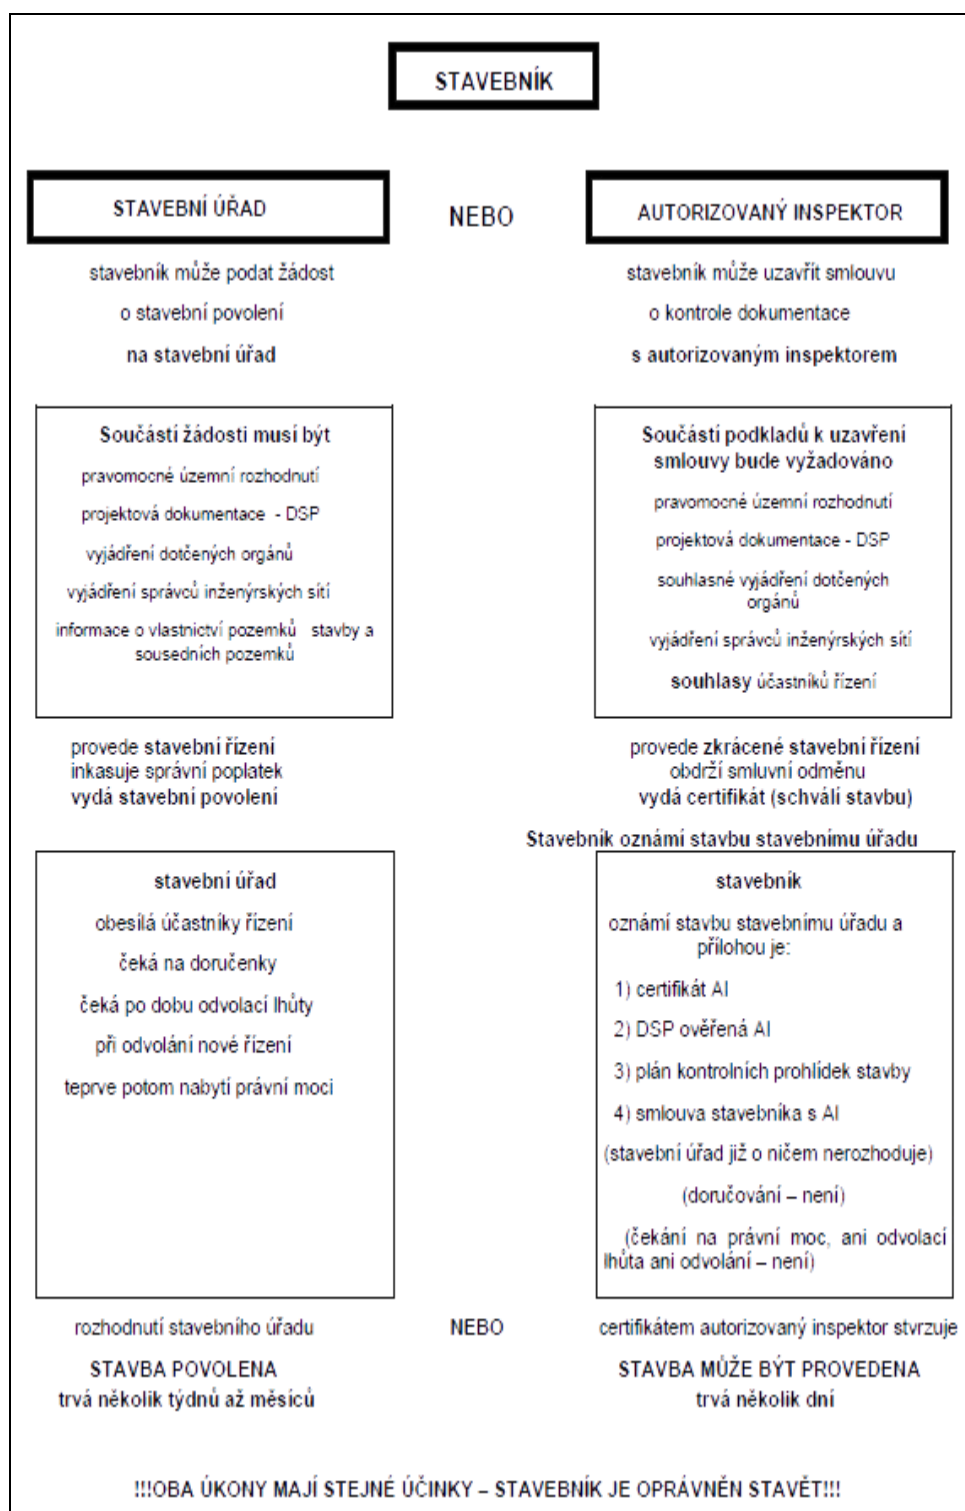 STAVEBNÍK
STAVEBNÍ ÚŘAD
NEBO
AUTORIZOVANÝ INSPEKTOR
stavebník může podat žádost
o stavební povolení
na stavební úřad
stavebník může uzavřít smlouvu
o kontrole dokumentace
s autorizovaným inspektorem
Součástí žádosti musí být
pravomocné územní rozhodnutí
projektová dokumentace - DSP
vyjádření dotčených orgánů
vyjádření správců inženýrských sítí
informace o vlastnictví pozemků stavby a
sousedních pozemků
Součástí podkladů k uzavření
smlouvy bude vyžadováno
pravomocné územní rozhodnutí
projektová dokumentace - DSP
souhlasné vyjádření dotčených
orgánů
vyjádření správců inženýrských sítí
souhlasy účastníků řízení
provede stavební řízení
inkasuje správní poplatek
vydá stavební povolení
provede zkrácené stavební řízení
obdrží smluvní odměnu
vydá certifikát (schválí stavbu)
Stavebník oznámí stavbu stavebnímu úřadu
stavební úřad
obesílá účastníky řízení
čeká na doručenky
čeká po dobu odvolací lhůty
při odvolání nové řízení
teprve potom nabytí právní moci
stavebník
oznámí stavbu stavebnímu úřadu a
přílohou je:
1) certifikát AI
2) DSP ověřená AI
3) plán kontrolních prohlídek stavby
4) smlouva stavebníka s AI
(stavební úřad již o ničem nerozhoduje)
(doručování – není)
(čekání na právní moc, ani odvolací
lhůta ani odvolání – není)
rozhodnutí stavebního úřadu
NEBO
certifikátem autorizovaný inspektor stvrzuje
STAVBA POVOLENA
trvá několik týdnů až měsíců
STAVBA MŮŽE BÝT PROVEDENA
trvá několik dní
!!!OBA ÚKONY MAJÍ STEJNÉ ÚČINKY – STAVEBNÍK JE OPRÁVNĚN STAVĚT!!!